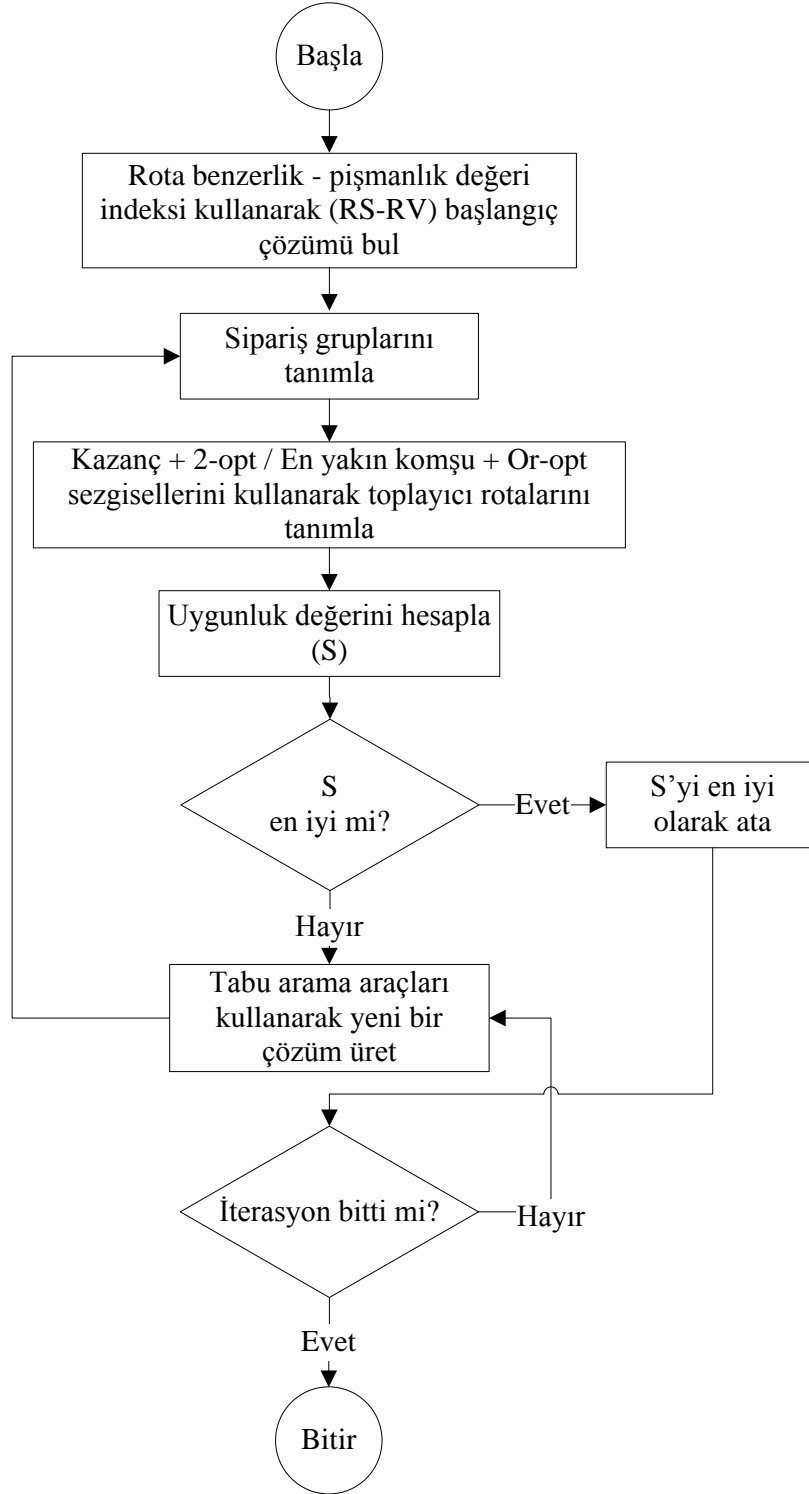 Başla
Rota benzerlik - pişmanlık değeri
indeksi kullanarak (RS-RV) başlangıç
çözümü bul
Sipariş gruplarını
tanımla
Kazanç + 2-opt / En yakın komşu + Or-opt
sezgisellerini kullanarak toplayıcı rotalarını
tanımla
Uygunluk değerini hesapla
(S)
S
en iyi mi?
Evet
S’yi en iyi
olarak ata
Hayır
Tabu arama araçları
kullanarak yeni bir
çözüm üret
İterasyon bitti mi?
Hayır
Evet
Bitir